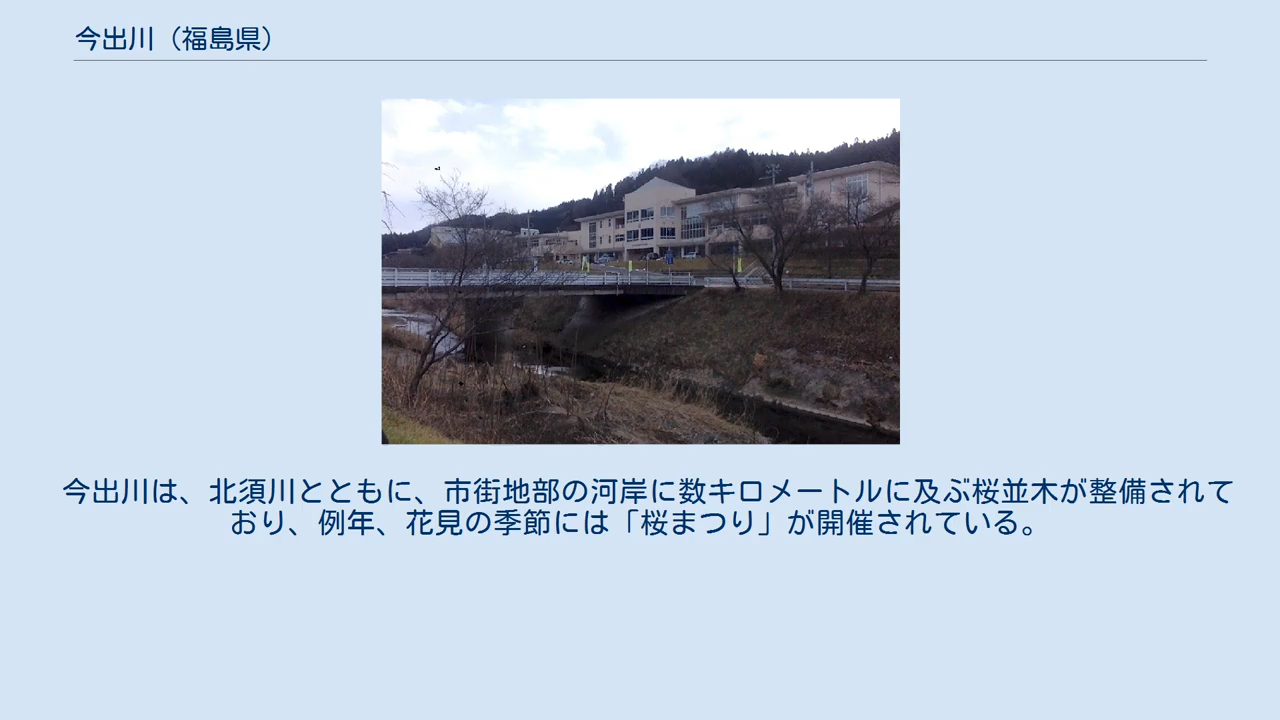 今出川（福島県）
今出川は、北須川とともに、市街地部の河岸に数キロメートルに及ぶ桜並木が整備されて
おり、例年、花見の季節には「桜まつり」が開催されている。